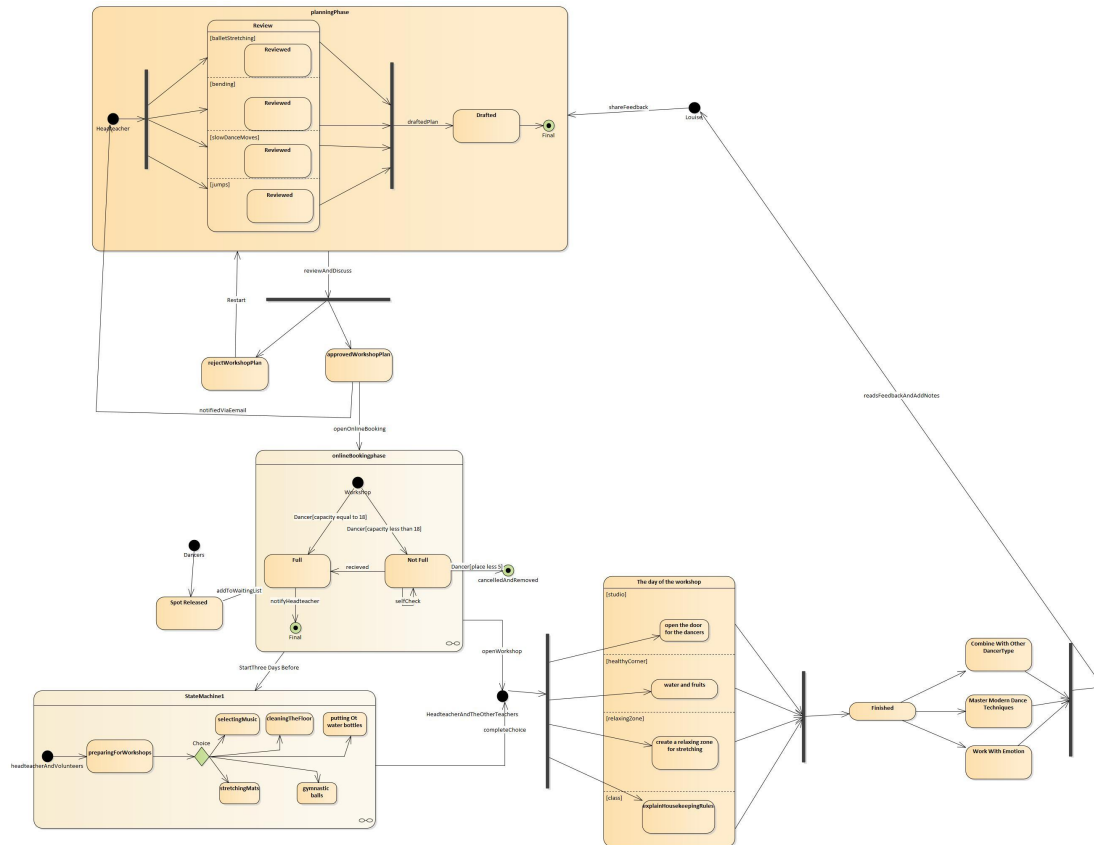 planningPhase
Review
[balletStretching]
Reviewed
[bending]
Reviewed
[slowDanceMoves]
Reviewed
[jumps]
Reviewed
Headteacher
draftedPlan
Drafted
Final
shareFeedback
Louise
reviewAndDiscuss
Restart
rejectWorkshopPlan
approvedWorkshopPlan
notifiedViaEemail
openOnlineBooking
readsFeedbackAndAddNotes
onlineBookingphase
Workshop
Dancer[capacity equal to 18]
Dancer[capacity less than 18]
Full
recieved
Not Full
Dancer[place less 5]
cancelledAndRemoved
selfCheck
notifyHeadteacher
Final
Dancers
addToWaitingList
Spot Released
StartThree Days Before
openWorkshop
HeadteacherAndTheOtherTeachers
completeChoice
StateMachine1
headteacherAndVolunteers
preparingForWorkshops
Choice
selectingMusic
cleaningTheFloor
putting Ot
water bottles
stretchingMats
gymnastic
balls
The day of the workshop
[studio]
open the door
for the dancers
[healthyCorner]
water and fruits
[relaxingZone]
create a relaxing zone
for stretching
[class]
explainHousekeepingRules
Finished
Combine With Other
DancerType
Master Modern Dance
Techniques
Work With Emotion